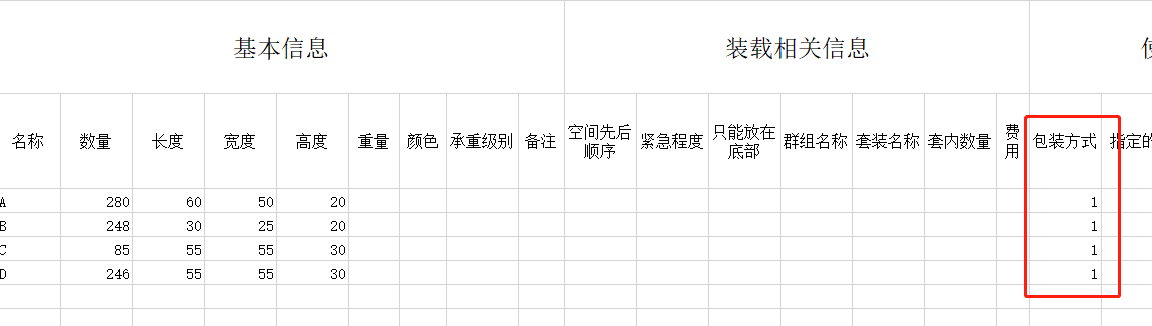 基本信息 装载相关信息
名称 数量 长度 宽度 高度 重量 颜色 承重级别 备注 空间先后顺序 紧急程度 只能放在底部 群组名称 套装名称 套内数量 费用 包装方式 指定的
A 280 60 50 20 1
B 248 30 25 20 1
C 85 55 55 30 1
D 246 55 55 30 1